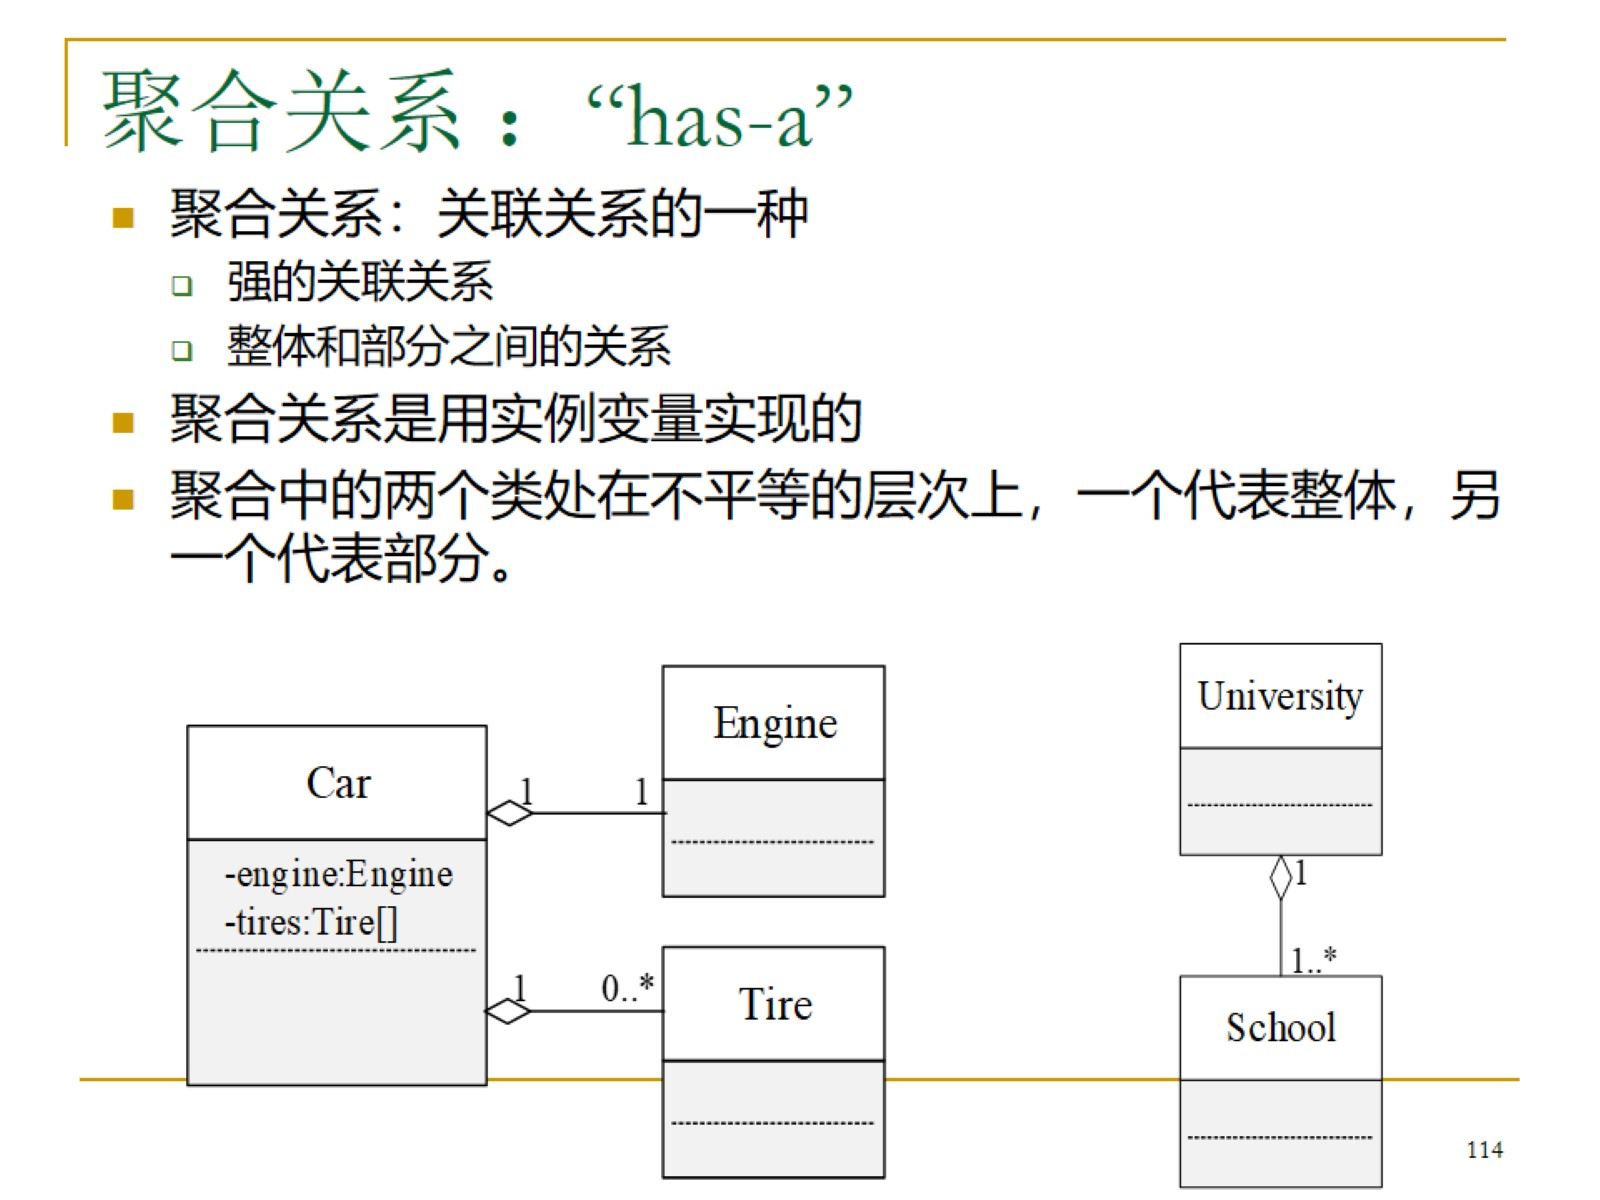 聚合关系：“has-a”
聚合关系：关联关系的一种
强的关联关系
整体和部分之间的关系
聚合关系是用实例变量实现的
聚合中的两个类处在不平等的层次上，一个代表整体，另
一个代表部分。
Car
-engine:Engine
-tires:Tire[]
1
1
Engine
1
0..*
Tire
University
1
1..*
School
114